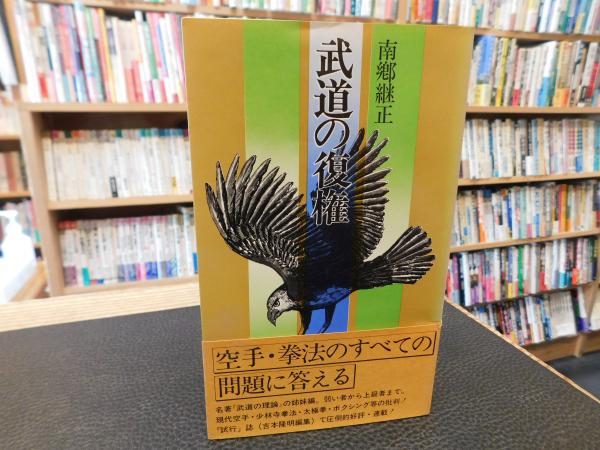 武道の復権
南郷継正
空手・拳法のすべての
問題に答える
名著『武道の理論』の姉妹編。弱い者から上級者まで。
現代空手・少林寺拳法・太極拳・ボクシング等の批判!
「試行」誌(吉本隆明編集)で圧倒的好評・連載!